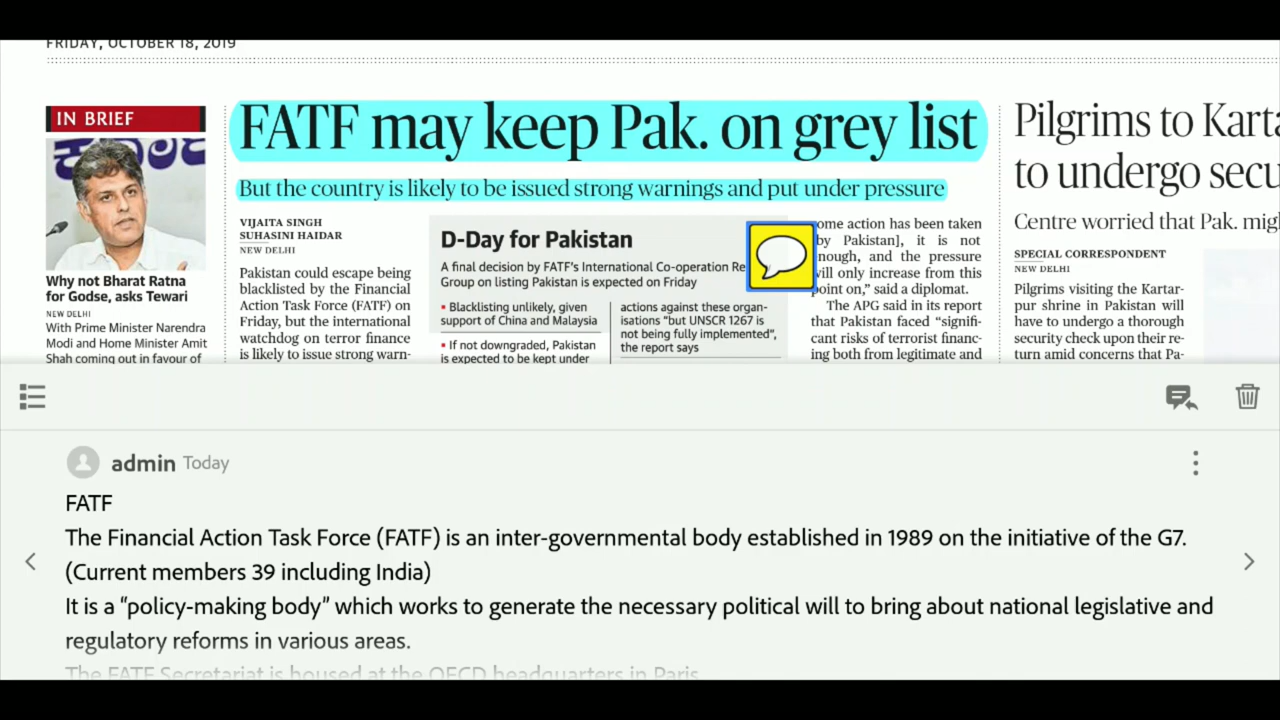 FRIDAY, OCTOBER 18, 2019
IN BRIEF
Why not Bharat Ratna
for Godse, asks Tewari
NEW DELHI
With Prime Minister Narendra
Modi and Home Minister Amit
Shah coming out in favour of
FATF may keep Pak. on grey list
But the country is likely to be issued strong warnings and put under pressure
VIJAITA SINGH
SUHASINI HAIDAR
NEW DELHI
Pakistan could escape being
blacklisted by the Financial
Action Task Force (FATF) on
Friday, but the international
watchdog on terror finance
is likely to issue strong warn-
D-Day for Pakistan
A final decision by FATF's International Co-operation Re
Group on listing Pakistan is expected on Friday
▪ Blacklisting unlikely, given
support of China and Malaysia
▪ If not downgraded, Pakistan
is expected to be kept under
actions against these organ-
isations "but UNSCR 1267 is
not being fully implemented",
the report says
ome action has been taken
by Pakistan], it is not
nough, and the pressure
will only increase from this
point on," said a diplomat.
The APG said in its report
that Pakistan faced "signifi-
cant risks of terrorist financ-
ing both from legitimate and
Pilgrims to Karta
to undergo secu
Centre worried that Pak. mig
SPECIAL CORRESPONDENT
NEW DELHI
Pilgrims visiting the Kartar-
pur shrine in Pakistan will
have to undergo a thorough
security check upon their re-
turn amid concerns that Pa-
admin Today
FATF
The Financial Action Task Force (FATF) is an inter-governmental body established in 1989 on the initiative of the G7.
(Current members 39 including India)
It is a “policy-making body” which works to generate the necessary political will to bring about national legislative and
regulatory reforms in various areas.
The FATF Secretariat is housed at the OECD headquarters in Paris